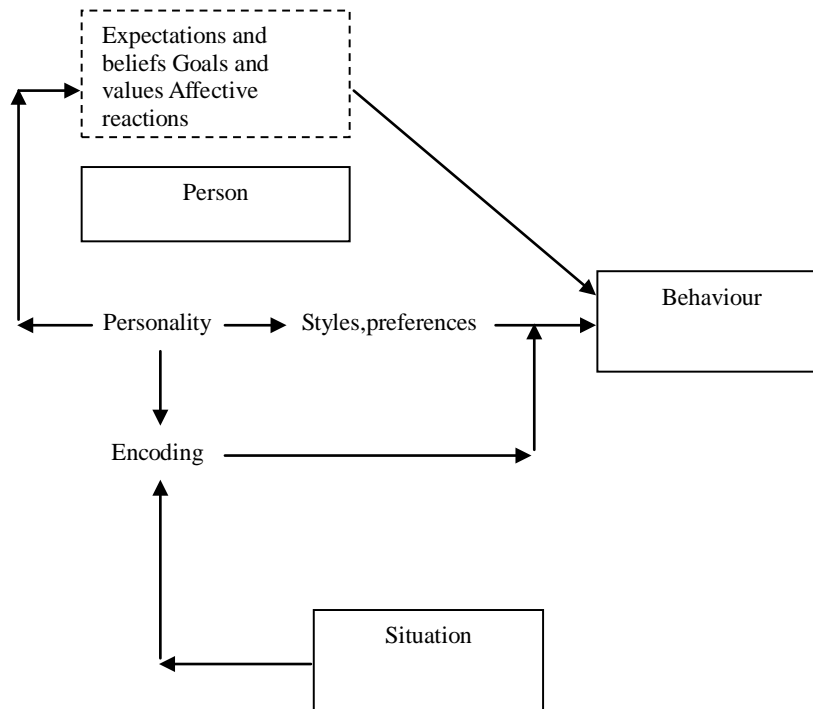 Expectations and
beliefs Goals and
values Affective
reactions
Person
Behaviour
Personality
Styles,preferences
Encoding
Situation